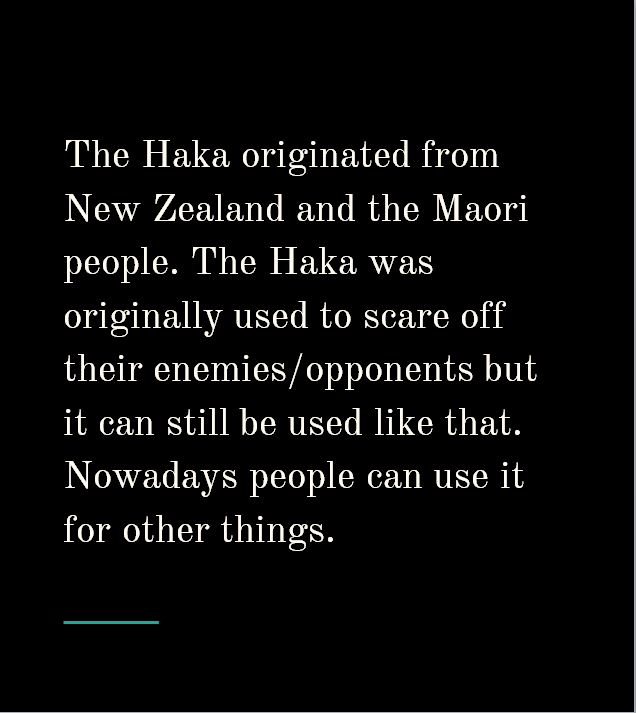 The Haka originated from
New Zealand and the Maori
people. The Haka was
originally used to scare off
their enemies/opponents but
it can still be used like that.
Nowadays people can use it
for other things.